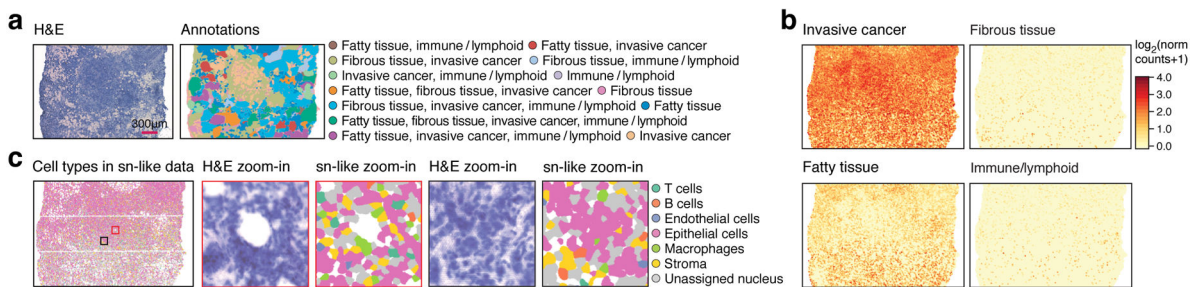 a
H&E
Annotations
300µm
Fatty tissue, immune/lymphoid
Fatty tissue, invasive cancer
Fibrous tissue, invasive cancer
Fibrous tissue, immune/lymphoid
Invasive cancer, immune/lymphoid
Immune/lymphoid
Fatty tissue, fibrous tissue, invasive cancer
Fibrous tissue
Fibrous tissue, invasive cancer, immune/lymphoid
Fatty tissue
Fatty tissue, fibrous tissue, invasive cancer, immune/lymphoid
Fatty tissue, invasive cancer, immune/lymphoid
Invasive cancer
b
Invasive cancer
Fibrous tissue
log2(norm
counts+1)
4.0
3.0
2.0
1.0
0.0
Fatty tissue
Immune/lymphoid
c
Cell types in sn-like data
H&E zoom-in
sn-like zoom-in
H&E zoom-in
sn-like zoom-in
T cells
B cells
Endothelial cells
Epithelial cells
Macrophages
Stroma
Unassigned nucleus